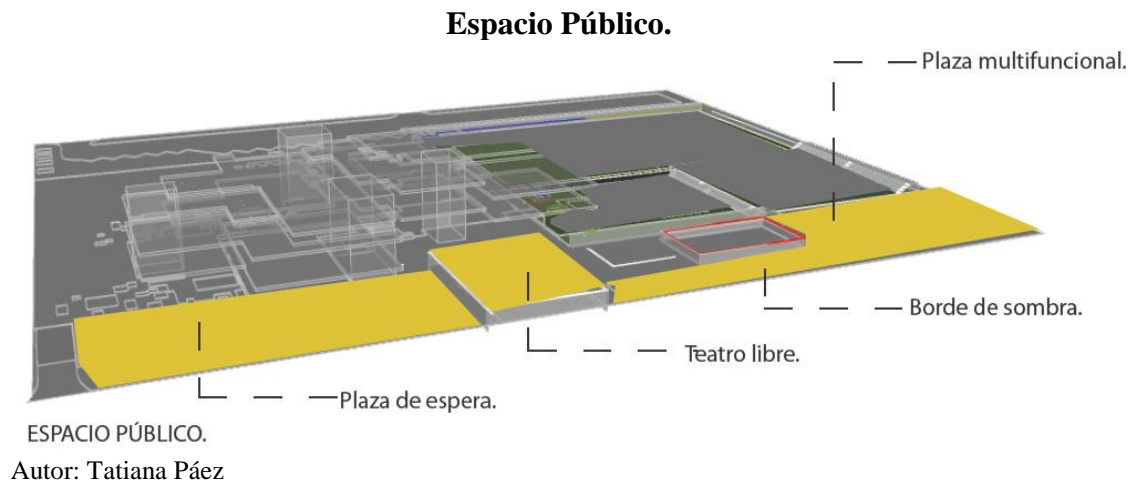 Espacio Público.
Plaza multifuncional.
Borde de sombra.
Teatro libre.
Plaza de espera.
ESPACIO PÚBLICO.
Autor: Tatiana Páez